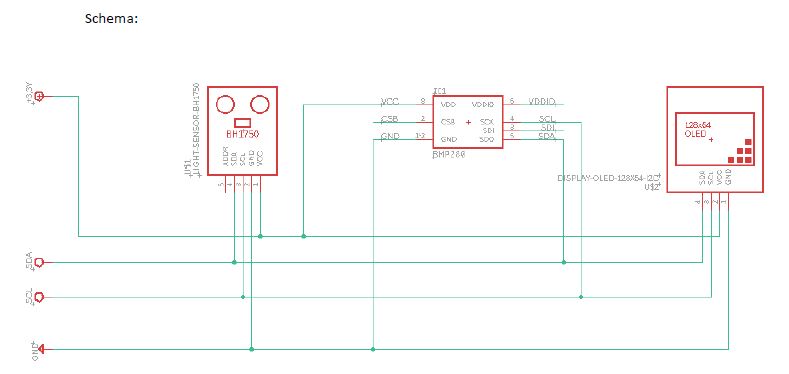 Schema:
+3.3V
LIGHT-SENSOR-BH1750
U$1
BH1750
ADDR
SDA
SCL
GND
VCC
5
4
3
2
1
IC1
VCC
8
VDD
VDDIO
6
VDDIO
CSB
2
CSB
SCK
4
SCL
SDI
3
SDI
GND
GND
SDO
5
SDA
BMP280
128x64
OLED
DISPLAY-OLED-128X64-I2C
U$2
SDA
SCL
VCC
GND
4
3
2
1
SDA
SCL
GND